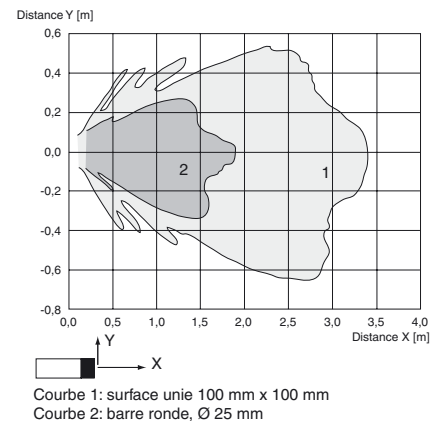 Distance Y [m]
0,6
0,4
0,2
0,0
-0,2
-0,4
-0,6
-0,8
2
1
0,0 0,5 1,0 1,5 2,0 2,5 3,0 3,5 4,0
Distance X [m]
Y
X
Courbe 1: surface unie 100 mm x 100 mm
Courbe 2: barre ronde, Ø 25 mm